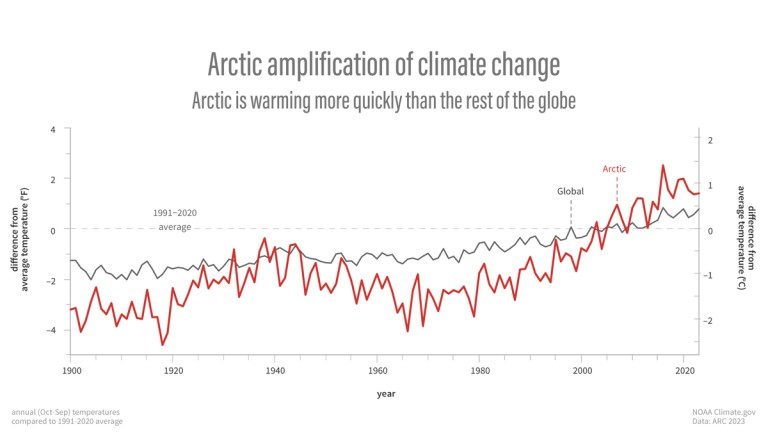 Arctic amplification of climate change
Arctic is warming more quickly than the rest of the globe
4
2
0
−2
−4
difference from
average temperature (°F)
1991–2020
average
Global
Arctic
2
1
0
−1
−2
difference from
average temperature (°C)
1900
1920
1940
1960
1980
2000
2020
year
annual (Oct-Sep) temperatures
compared to 1991-2020 average
NOAA Climate.gov
Data: ARC 2023